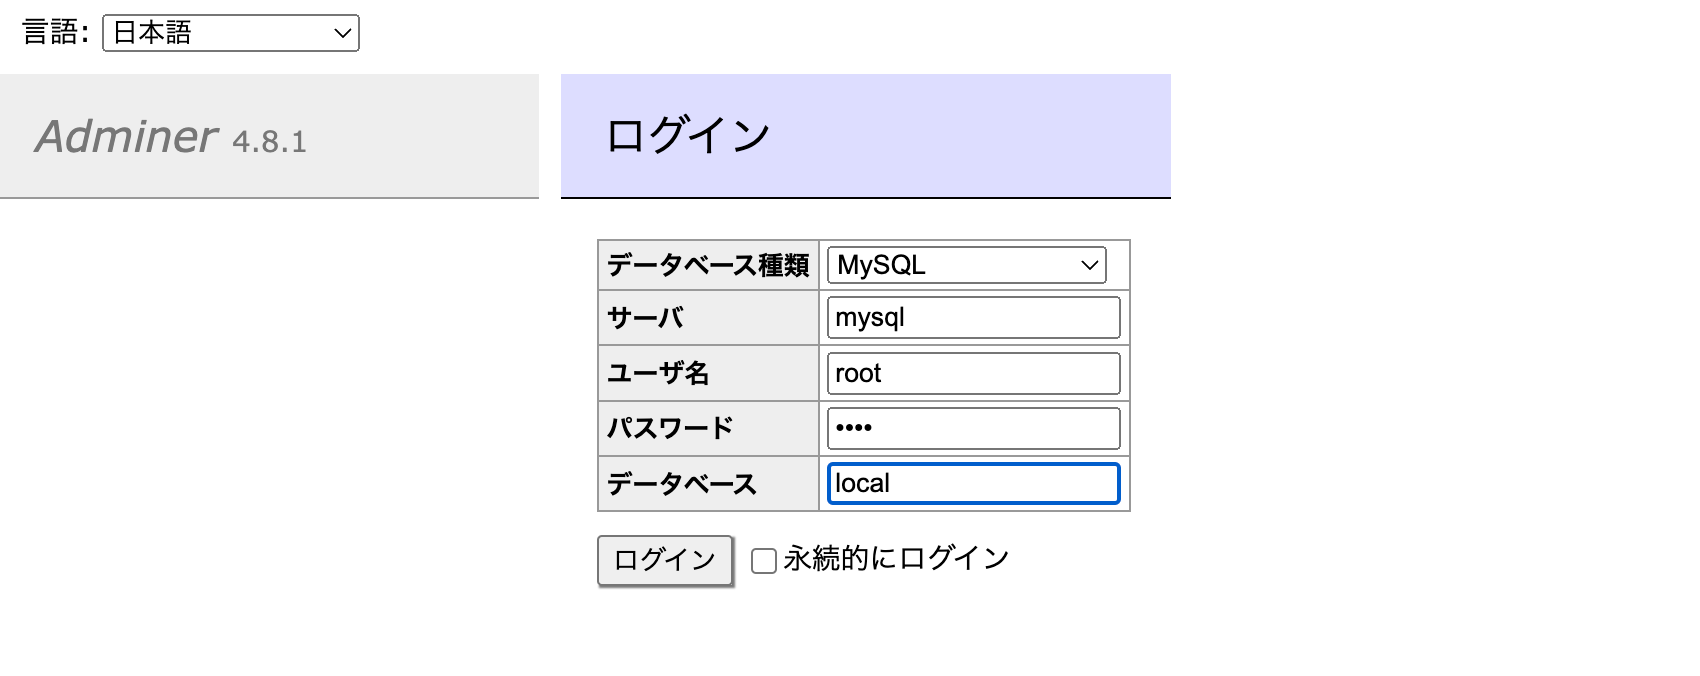 言語: 日本語
Adminer 4.8.1
ログイン
データベース種類 MySQL
サーバ mysql
ユーザ名 root
パスワード ••••
データベース local
ログイン 永続的にログイン